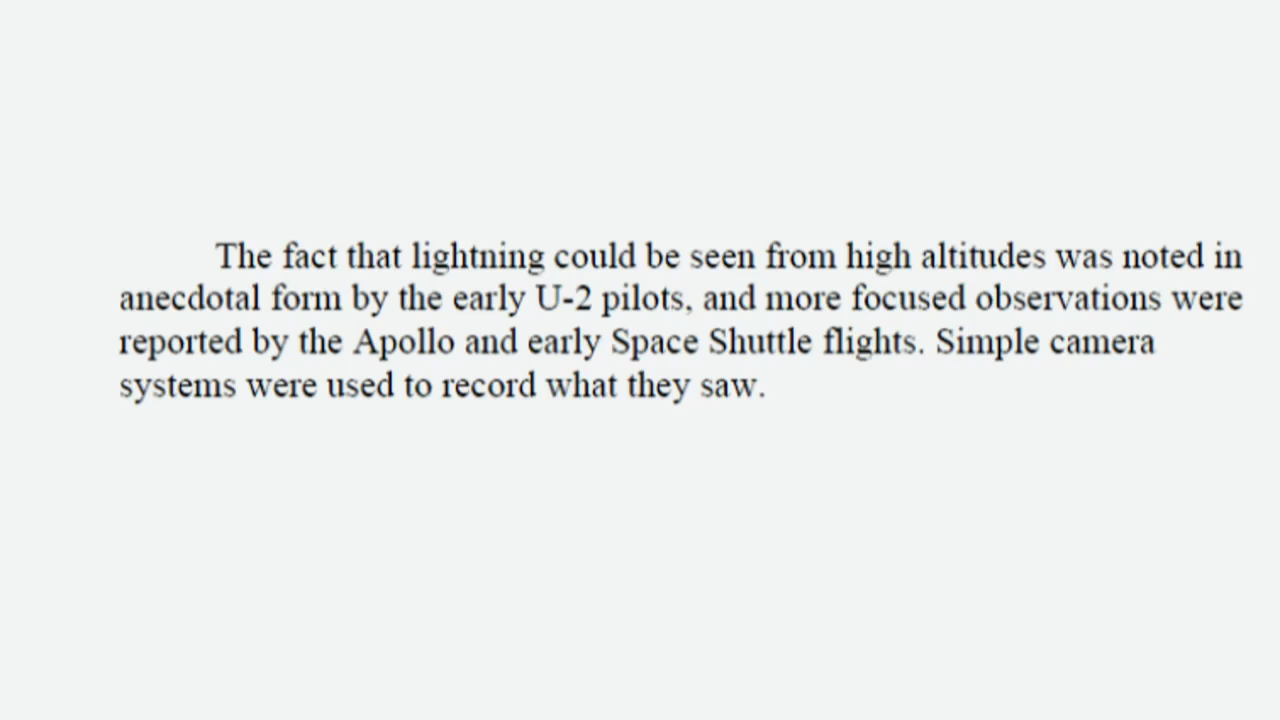 The fact that lightning could be seen from high altitudes was noted in
anecdotal form by the early U-2 pilots, and more focused observations were
reported by the Apollo and early Space Shuttle flights. Simple camera
systems were used to record what they saw.